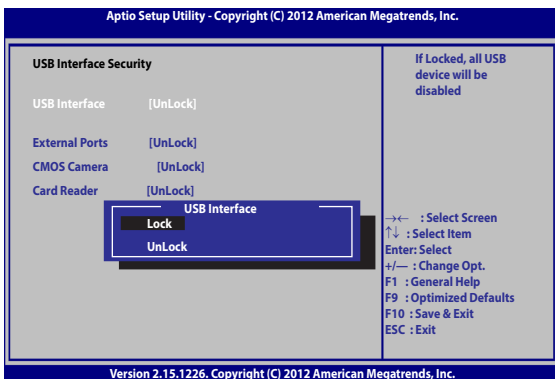 Aptio Setup Utility - Copyright (C) 2012 American Megatrends, Inc.
USB Interface Security
USB Interface [UnLock]
External Ports [UnLock]
CMOS Camera [UnLock]
Card Reader [UnLock]
USB Interface
Lock
UnLock
If Locked, all USB
device will be
disabled
→← : Select Screen
↑↓ : Select Item
Enter: Select
+/— : Change Opt.
F1 : General Help
F9 : Optimized Defaults
F10 : Save & Exit
ESC : Exit
Version 2.15.1226. Copyright (C) 2012 American Megatrends, Inc.